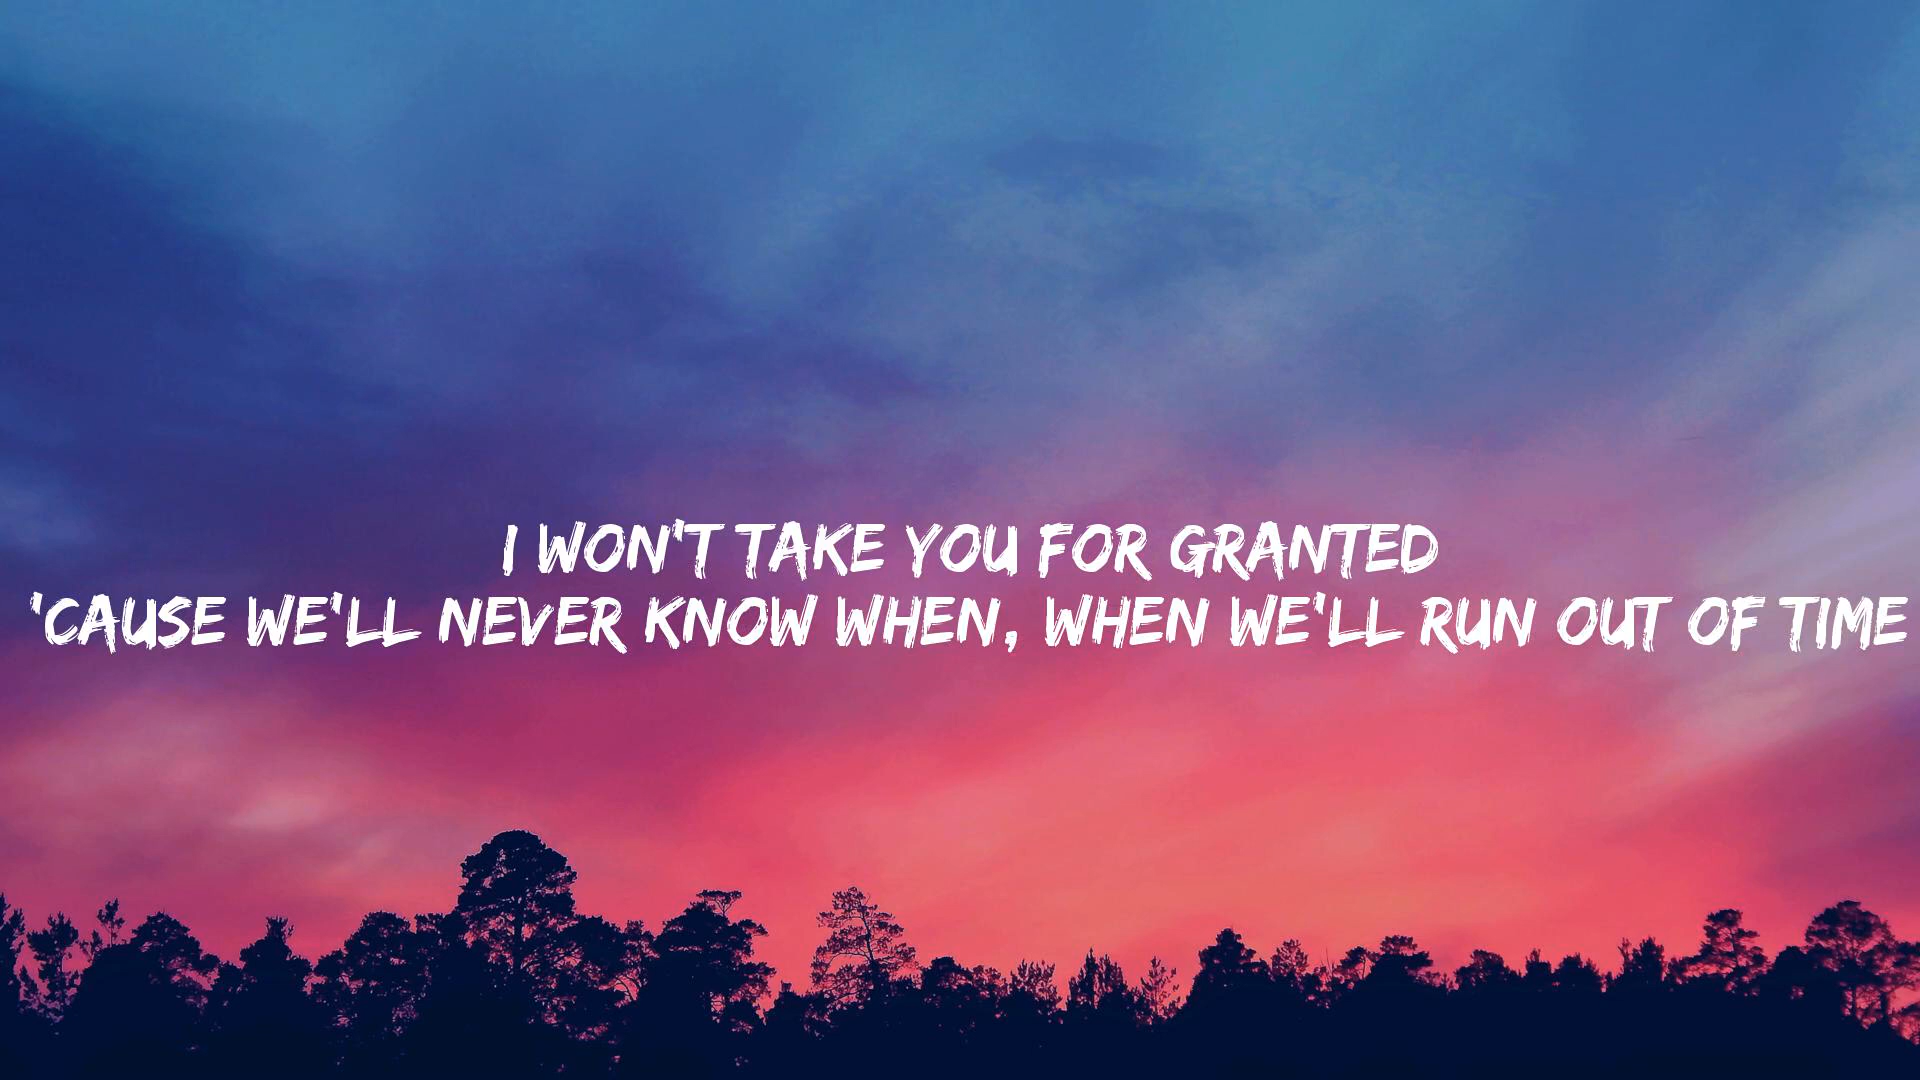 I WON'T TAKE YOU FOR GRANTED
'CAUSE WE'LL NEVER KNOW WHEN, WHEN WE'LL RUN OUT OF TIME